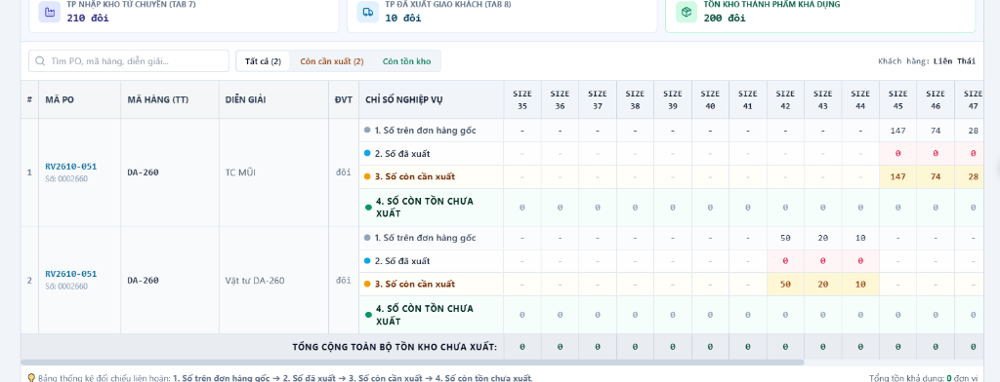 TP NHẬP KHO TỪ CHUYỀN (TAB 7)
210 đôi
TP ĐÃ XUẤT GIAO KHÁCH (TAB 8)
10 đôi
TỒN KHO THÀNH PHẨM KHẢ DỤNG
200 đôi
Tìm PO, mã hàng, diễn giải... Tất cả (2) Còn cần xuất (2) Còn tồn kho Khách hàng: Liên Thái
# MÃ PO MÃ HÀNG (TT) DIỄN GIẢI ĐVT CHỈ SỐ NGHIỆP VỤ SIZE 35 SIZE 36 SIZE 37 SIZE 38 SIZE 39 SIZE 40 SIZE 41 SIZE 42 SIZE 43 SIZE 44 SIZE 45 SIZE 46 SIZE 47
1 RV2610-051 DA-260 TC MŨI đôi
Số: 0002660
1. Số trên đơn hàng gốc - - - - - - - - - - 147 74 28
2. Số đã xuất - - - - - - - - - - 0 0 0
3. Số còn cần xuất - - - - - - - - - - 147 74 28
4. SỐ CÒN TỒN CHƯA XUẤT 0 0 0 0 0 0 0 0 0 0 0 0 0
2 RV2610-051 DA-260 Vật tư DA-260 đôi
Số: 0002660
1. Số trên đơn hàng gốc - - - - - - - 50 20 10 - - -
2. Số đã xuất - - - - - - - 0 0 0 - - -
3. Số còn cần xuất - - - - - - - 50 20 10 - - -
4. SỐ CÒN TỒN CHƯA XUẤT 0 0 0 0 0 0 0 0 0 0 0 0 0
TỔNG CỘNG TOÀN BỘ TỒN KHO CHƯA XUẤT: 0 0 0 0 0 0 0 0 0 0 0 0 0
Bảng thống kê đối chiếu liên hoàn: 1. Số trên đơn hàng gốc → 2. Số đã xuất → 3. Số còn cần xuất → 4. Số còn tồn chưa xuất. Tổng tồn khả dụng: 0 đơn vị